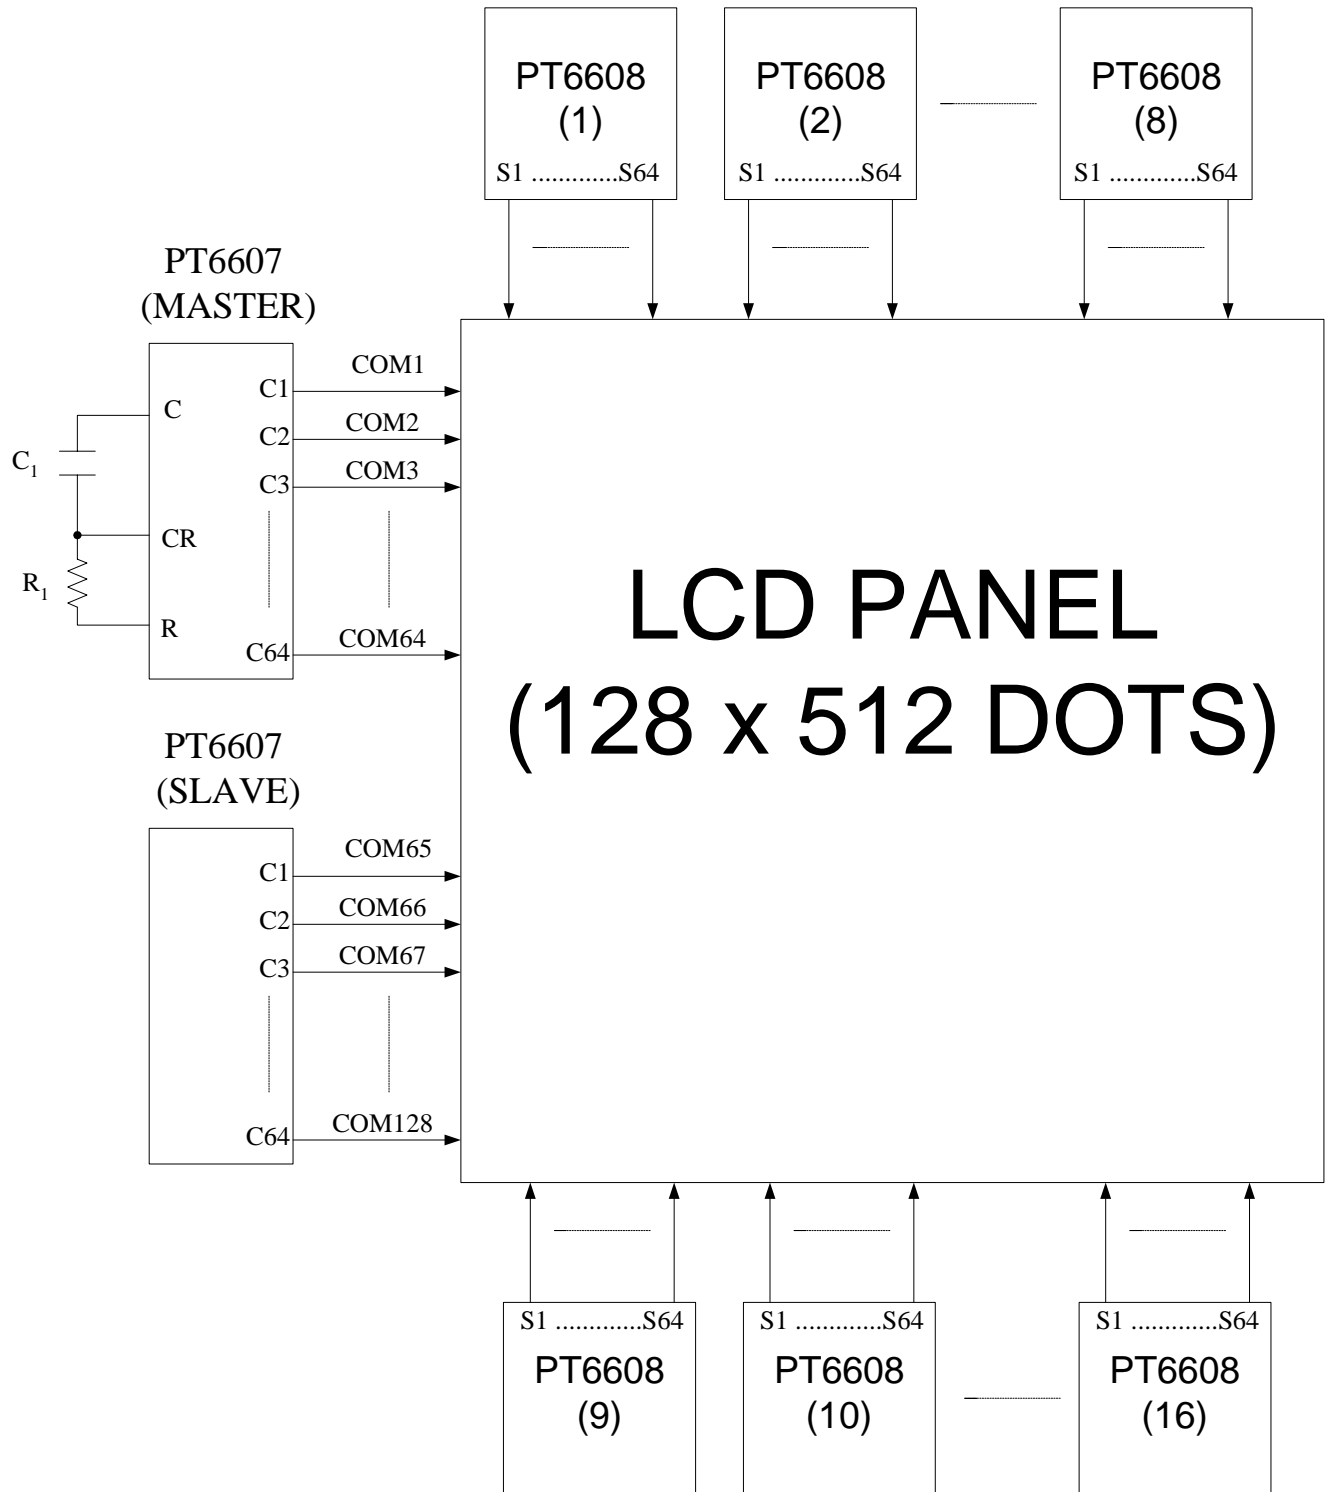 PT6608
(1)
S1 .............S64
PT6608
(2)
S1 .............S64
PT6608
(8)
S1 .............S64
PT6607
(MASTER)
C
CR
R
C1
R1
C1
C2
C3
C64
COM1
COM2
COM3
COM64
LCD PANEL
(128 x 512 DOTS)
PT6607
(SLAVE)
C1
C2
C3
C64
COM65
COM66
COM67
COM128
S1 .............S64
PT6608
(9)
S1 .............S64
PT6608
(10)
S1 .............S64
PT6608
(16)